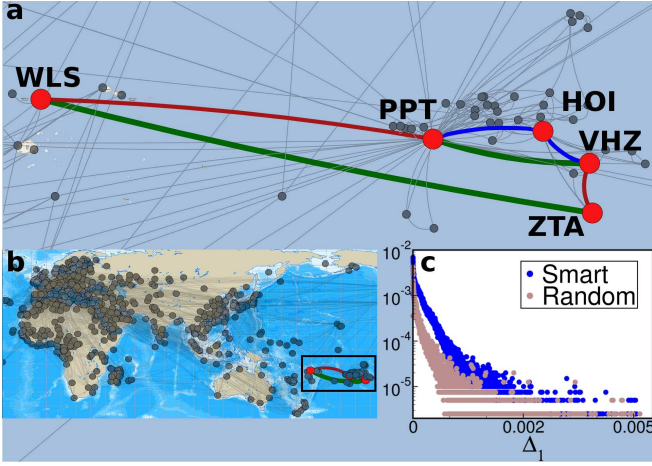 a
WLS
PPT
HOI
VHZ
ZTA
b
c
10⁻²
10⁻³
10⁻⁴
10⁻⁵
Smart
Random
0 0.002 0.005
Δ₁